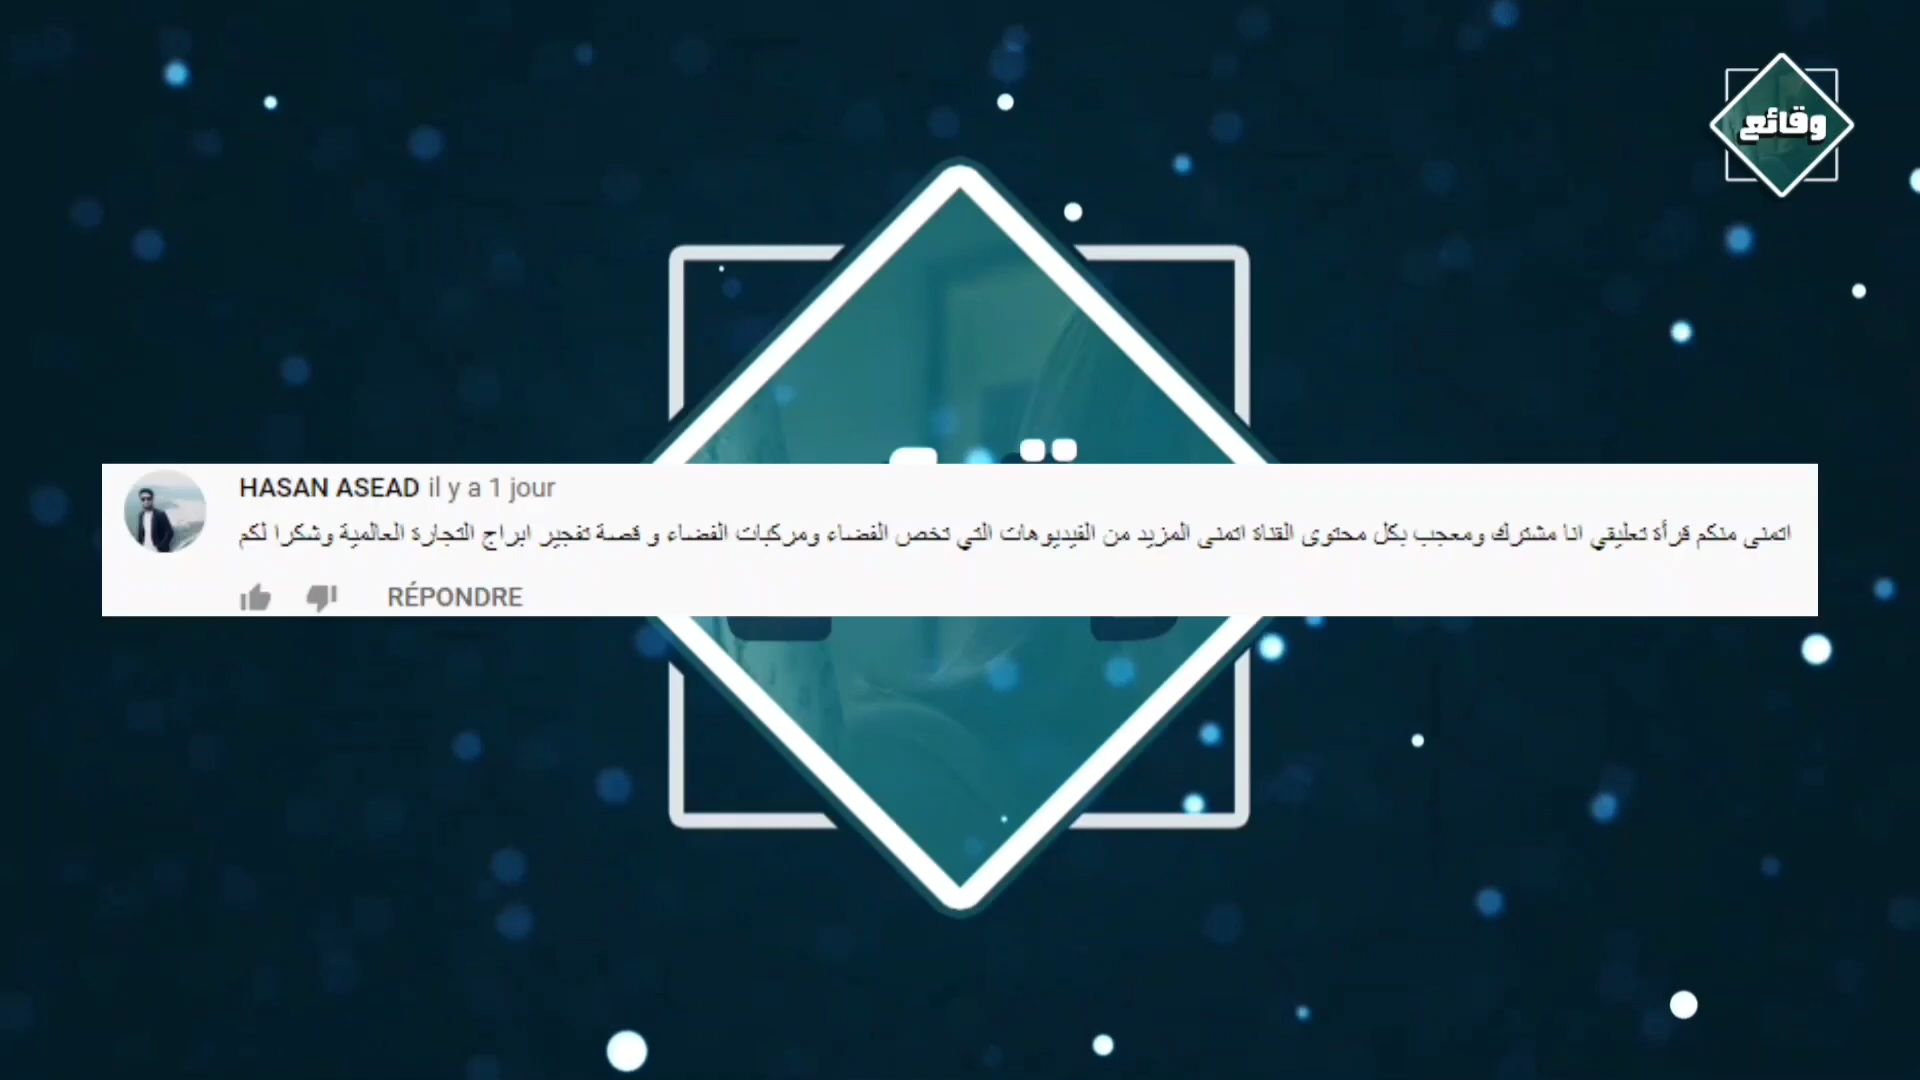 وقائع
HASAN ASEAD il y a 1 jour
اتمنى منكم قرأة تعليقي انا مشترك ومعجب بكل محتوى القناة اتمنى المزيد من الفيديوهات التي تخص الفضاء ومركبات الفضاء و قصة تفجير ابراج التجارة العالمية وشكرا لكم
RÉPONDRE